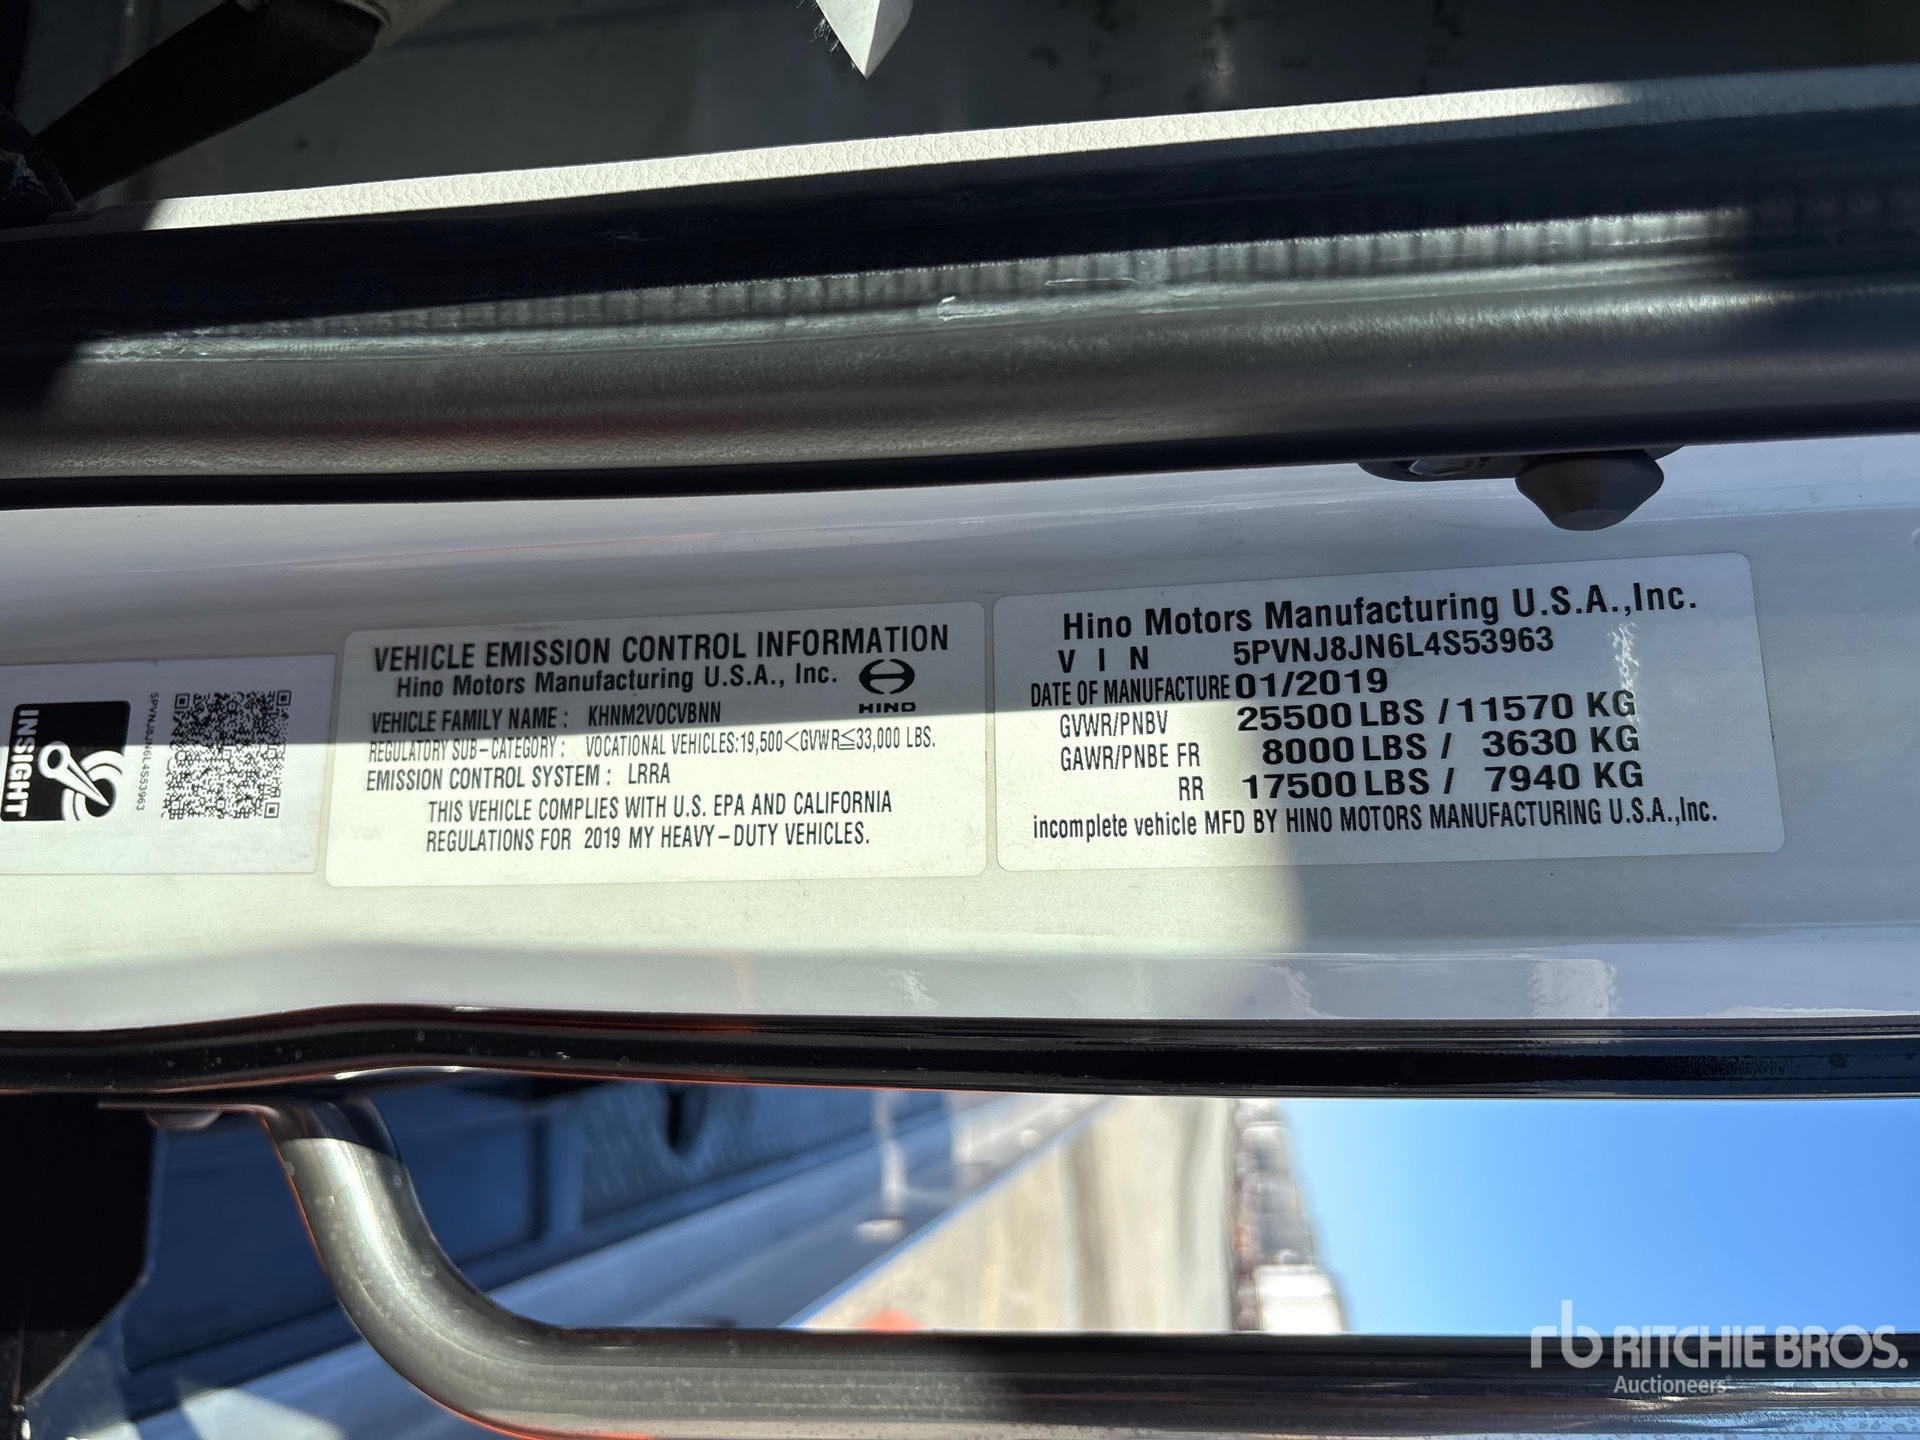 INSIGHT
5PVNJ8JN6L4S53963
VEHICLE EMISSION CONTROL INFORMATION
Hino Motors Manufacturing U.S.A., Inc.
HINO
VEHICLE FAMILY NAME : KHNM2VOCVBNN
REGULATORY SUB-CATEGORY : VOCATIONAL VEHICLES:19,500<GVWR≦33,000 LBS.
EMISSION CONTROL SYSTEM : LRRA
THIS VEHICLE COMPLIES WITH U.S. EPA AND CALIFORNIA
REGULATIONS FOR 2019 MY HEAVY-DUTY VEHICLES.
Hino Motors Manufacturing U.S.A.,Inc.
V I N 5PVNJ8JN6L4S53963
DATE OF MANUFACTURE 01/2019
GVWR/PNBV 25500 LBS / 11570 KG
GAWR/PNBE FR 8000 LBS / 3630 KG
RR 17500 LBS / 7940 KG
incomplete vehicle MFD BY HINO MOTORS MANUFACTURING U.S.A.,Inc.
rb RITCHIE BROS.
Auctioneers